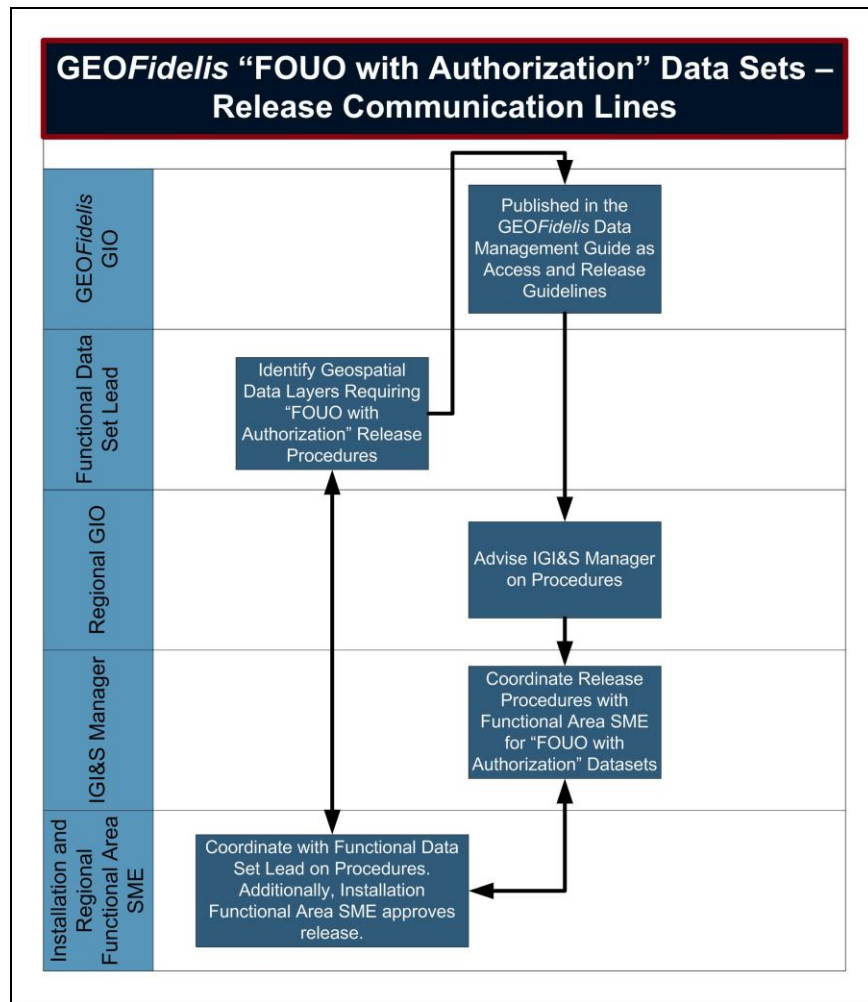 GEOFidelis “FOUO with Authorization” Data Sets –
Release Communication Lines
GEOFidelis
GIO
Published in the
GEOFidelis Data
Management Guide as
Access and Release
Guidelines
Functional Data
Set Lead
Identify Geospatial
Data Layers Requiring
“FOUO with
Authorization” Release
Procedures
Regional GIO
Advise IGI&S Manager
on Procedures
IGI&S Manager
Coordinate Release
Procedures with
Functional Area SME
for “FOUO with
Authorization” Datasets
Installation and
Regional
Functional Area
SME
Coordinate with Functional Data
Set Lead on Procedures.
Additionally, Installation
Functional Area SME approves
release.